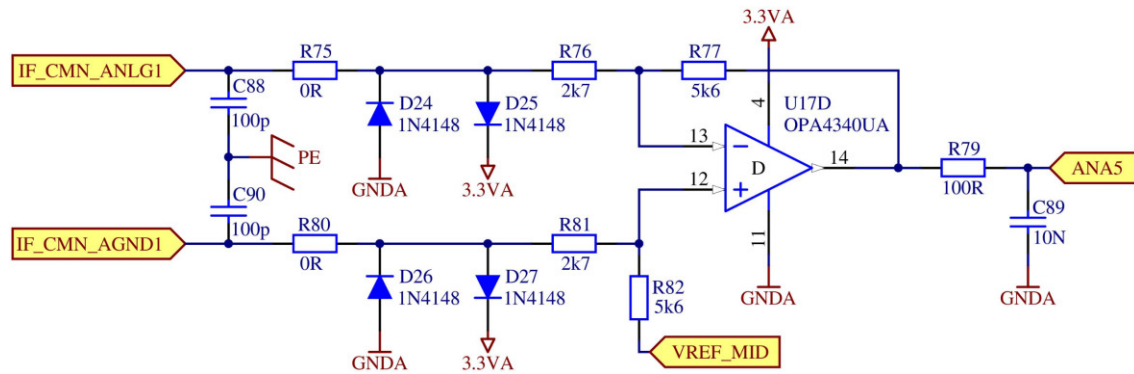 3.3VA
IF_CMN_ANLG1
R75
0R
R76
2k7
R77
5k6
C88
100p
D24
1N4148
D25
1N4148
4
U17D
OPA4340UA
PE
GNDA
3.3VA
13
12
D
14
R79
100R
ANA5
C90
100p
11
C89
10N
IF_CMN_AGND1
R80
0R
R81
2k7
D26
1N4148
D27
1N4148
R82
5k6
GNDA
GNDA
GNDA
3.3VA
VREF_MID